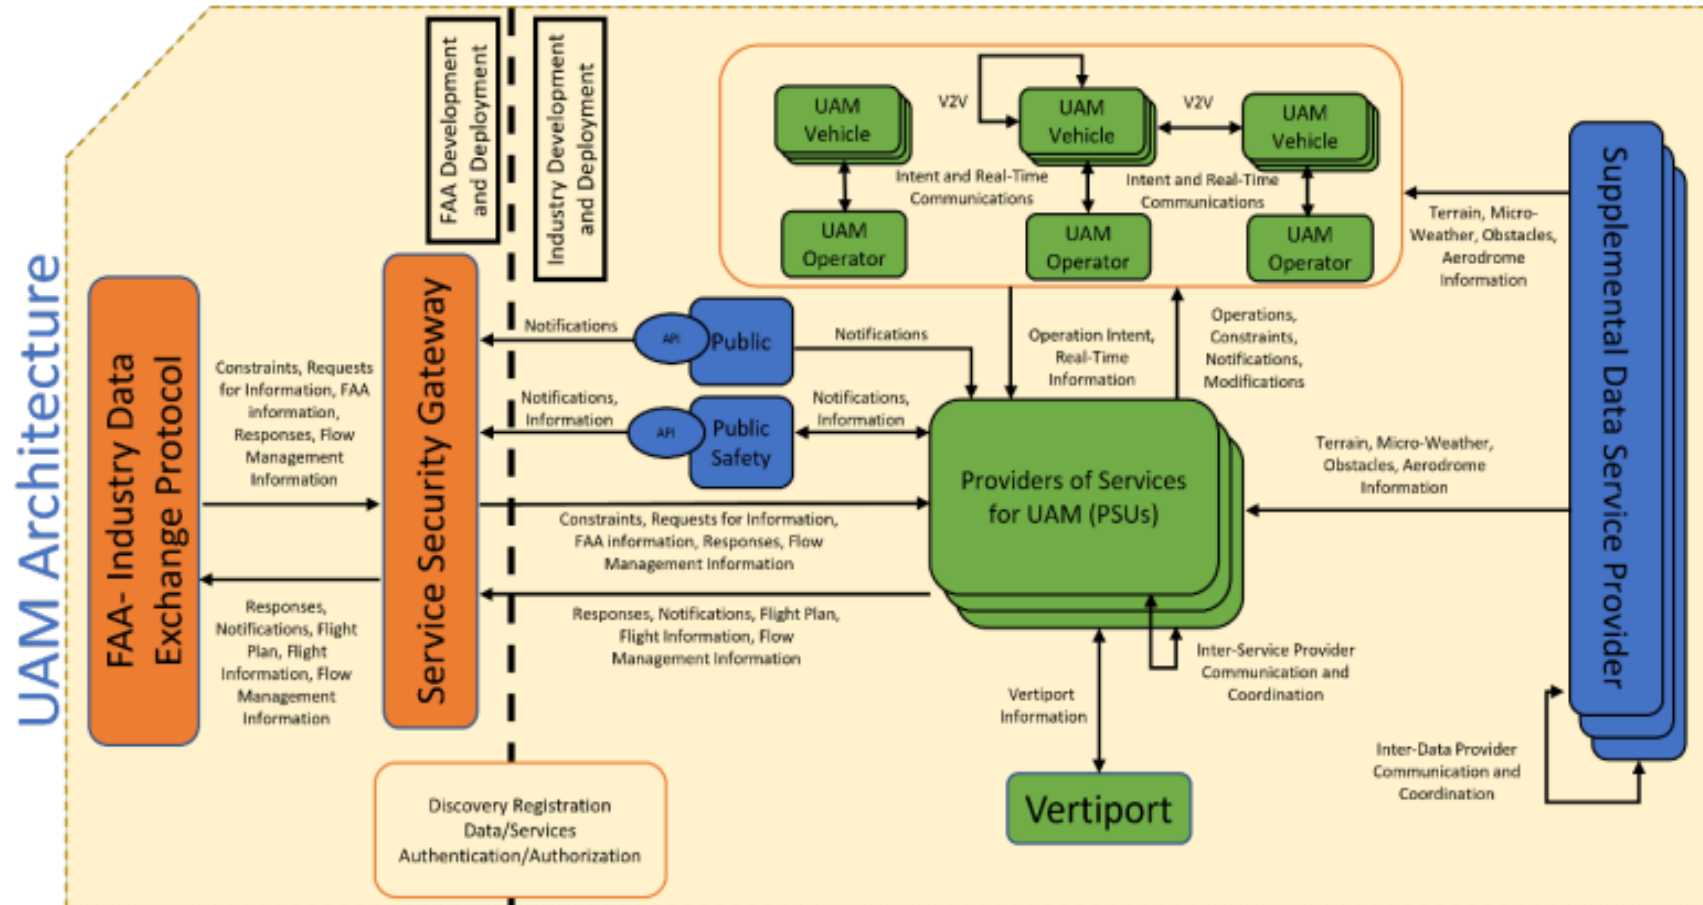 UAM Architecture
FAA Development
and Deployment
Industry Development
and Deployment
FAA- Industry Data
Exchange Protocol
Constraints, Requests
for Information, FAA
information,
Responses, Flow
Management
Information
Responses,
Notifications, Flight
Plan, Flight
Information, Flow
Management
Information
Service Security Gateway
Discovery Registration
Data/Services
Authentication/Authorization
Notifications
API
Public
Notifications
Notifications,
Information
API
Public
Safety
Notifications,
Information
Constraints, Requests for Information,
FAA information, Responses, Flow
Management Information
Responses, Notifications, Flight Plan,
Flight Information, Flow
Management Information
UAM
Vehicle
V2V
UAM
Vehicle
V2V
UAM
Vehicle
Intent and Real-Time
Communications
Intent and Real-Time
Communications
UAM
Operator
UAM
Operator
UAM
Operator
Operation Intent,
Real-Time
Information
Operations,
Constraints,
Notifications,
Modifications
Providers of Services
for UAM (PSUs)
Inter-Service Provider
Communication and
Coordination
Vertiport
Information
Vertiport
Terrain, Micro-
Weather, Obstacles,
Aerodrome
Information
Terrain, Micro-Weather,
Obstacles, Aerodrome
Information
Supplemental Data Service Provider
Inter-Data Provider
Communication and
Coordination